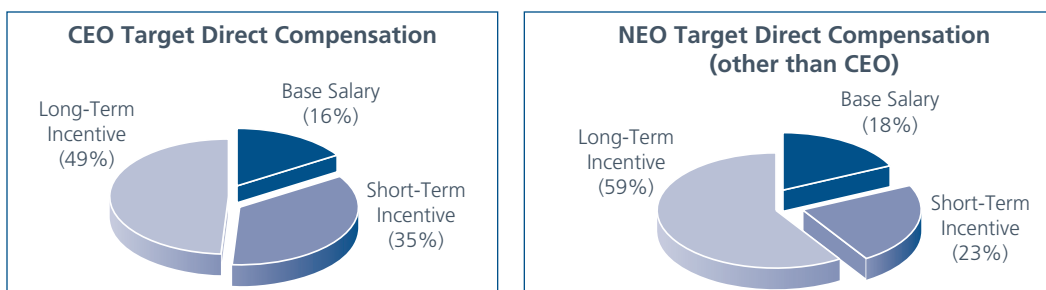 CEO Target Direct Compensation
Base Salary
(16%)
Long-Term
Incentive
(49%)
Short-Term
Incentive
(35%)
NEO Target Direct Compensation
(other than CEO)
Base Salary
(18%)
Long-Term
Incentive
(59%)
Short-Term
Incentive
(23%)